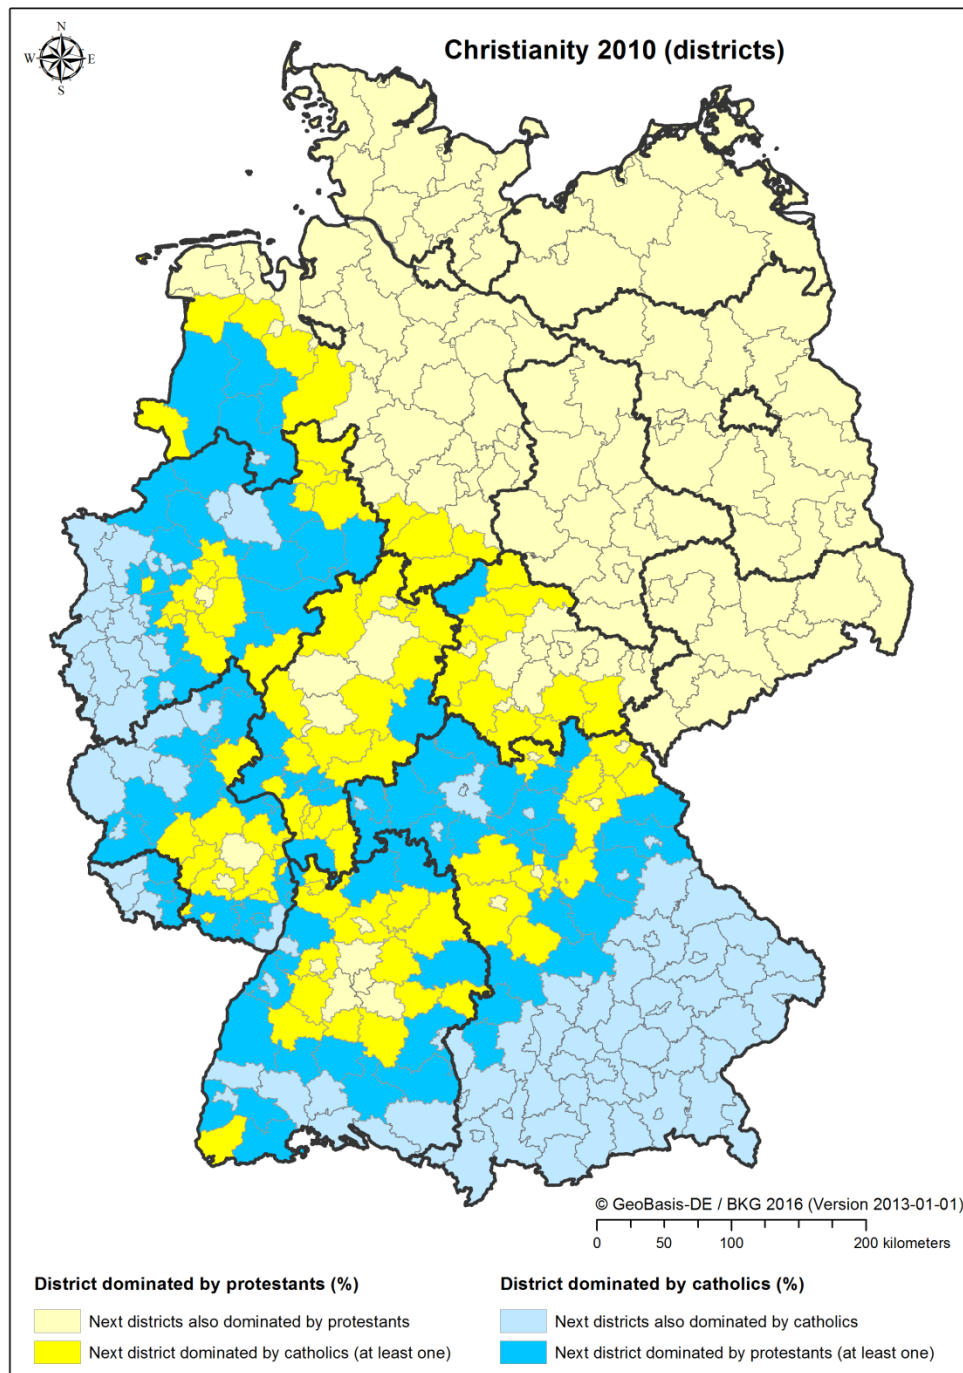 N
Christianity 2010 (districts)
W E
S
© GeoBasis-DE / BKG 2016 (Version 2013-01-01)
0 50 100 200 kilometers
District dominated by protestants (%)
Next districts also dominated by protestants
Next district dominated by catholics (at least one)
District dominated by catholics (%)
Next districts also dominated by catholics
Next district dominated by protestants (at least one)